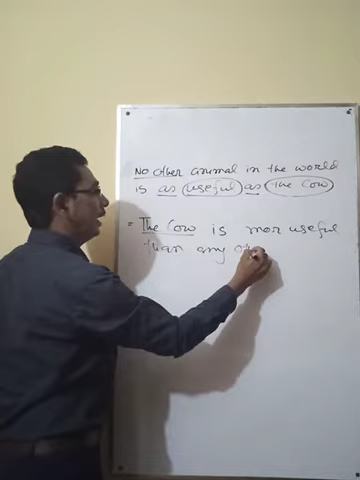 No other animal in the world
is as useful as the Cow
= The Cow is mor useful
than any oth